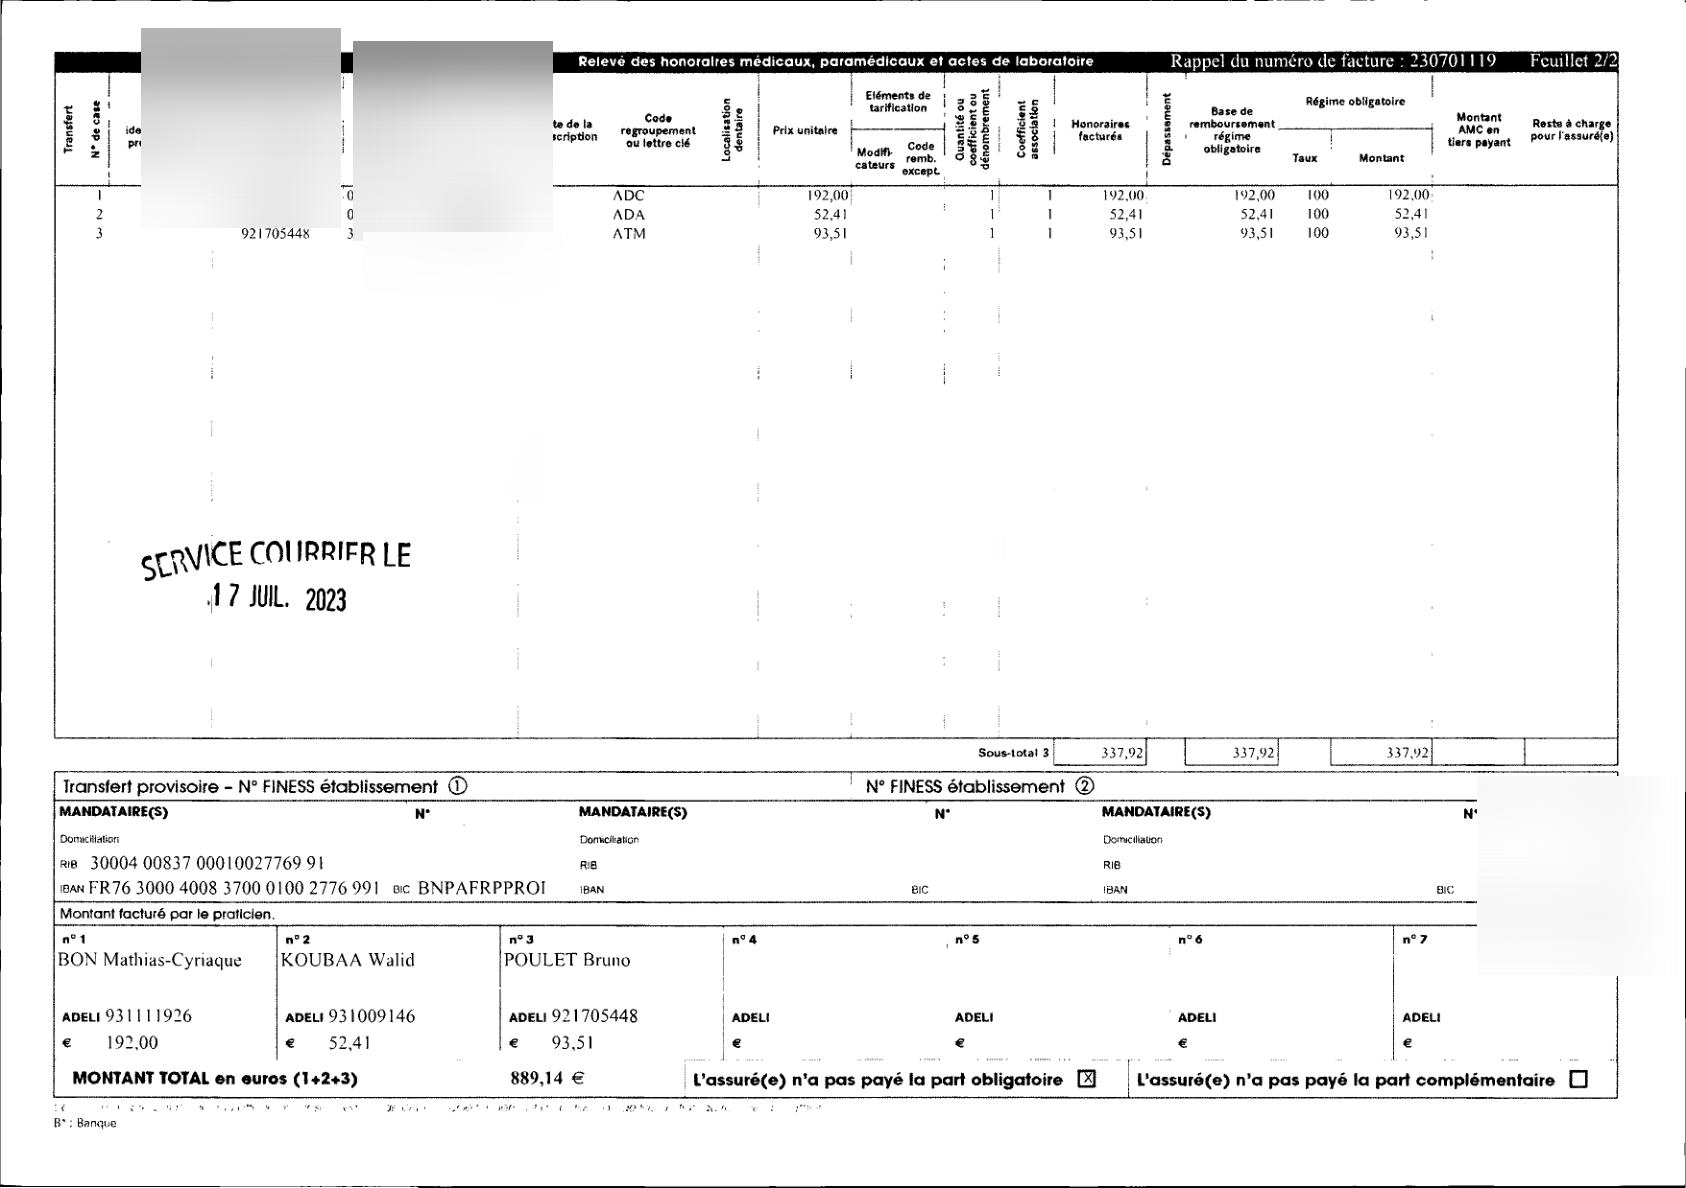 Relevé des honoraires médicaux, paramédicaux et actes de laboratoire Rappel du numéro de facture : 230701119 Feuillet 2/2
Transfert
N° de case
Code regroupement ou lettre clé
Localisation dentaire
Prix unitaire
Eléments de tarification
Modifi-cateurs
Code remb. except.
Quantité ou coefficient ou dénombrement
Coefficient association
Honoraires facturés
Dépassement
Base de remboursement régime obligatoire
Régime obligatoire
Taux
Montant
Montant AMC en tiers payant
Reste à charge pour l'assuré(e)
1 0 ADC 192,00 1 1 192,00 192,00 100 192,00
2 0 ADA 52,41 1 1 52,41 52,41 100 52,41
3 921705448 3 ATM 93,51 1 1 93,51 93,51 100 93,51
SERVICE COURRIER LE
17 JUIL. 2023
Sous-total 3 337,92 337,92 337,92
Transfert provisoire – N° FINESS établissement ① N° FINESS établissement ②
MANDATAIRE(S) N° MANDATAIRE(S) N° MANDATAIRE(S) N°
Domiciliation Domiciliation Domiciliation
RIB 30004 00837 00010027769 91 RIB RIB
IBAN FR76 3000 4008 3700 0100 2776 991 BIC BNPAFRPPROI IBAN BIC IBAN BIC
Montant facturé par le praticien.
n° 1 n° 2 n° 3 n° 4 n° 5 n° 6 n° 7
BON Mathias-Cyriaque KOUBAA Walid POULET Bruno
ADELI 931111926 ADELI 931009146 ADELI 921705448 ADELI ADELI ADELI ADELI
€ 192,00 € 52,41 € 93,51 € € € €
MONTANT TOTAL en euros (1+2+3) 889,14 € L'assuré(e) n'a pas payé la part obligatoire X L'assuré(e) n'a pas payé la part complémentaire
B* : Banque